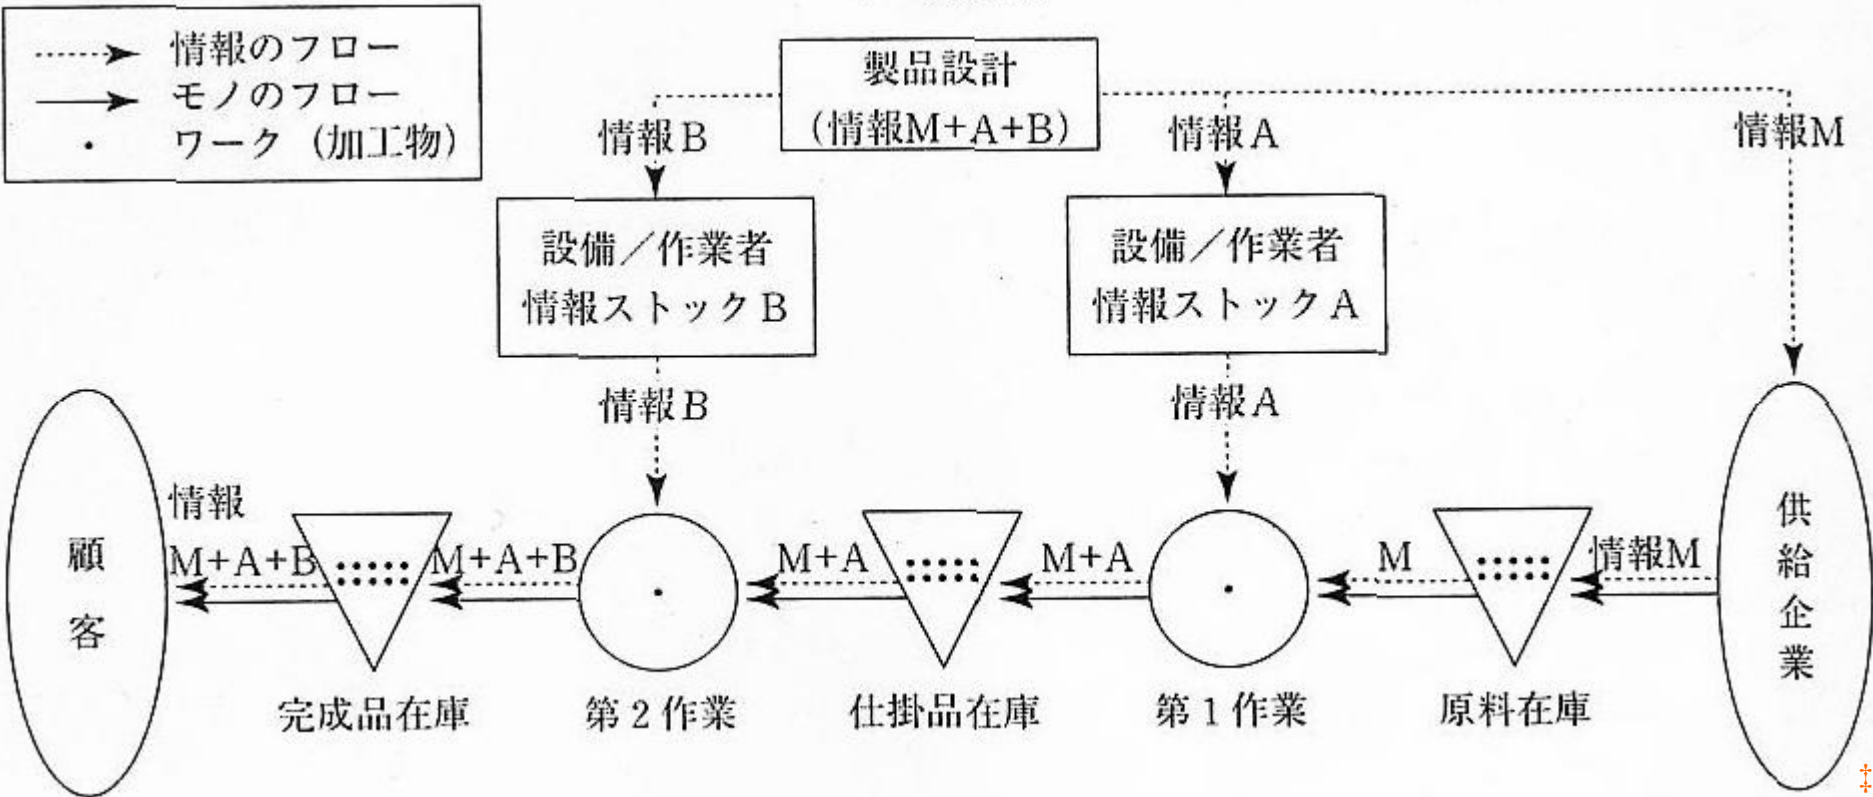 情報のフロー
モノのフロー
・ ワーク（加工物）
製品設計
（情報M+A+B）
情報B
情報A
情報M
設備／作業者
情報ストックB
設備／作業者
情報ストックA
情報B
情報A
顧客
情報
M+A+B
M+A+B
M+A
M+A
M
情報M
供給企業
完成品在庫
第2作業
仕掛品在庫
第1作業
原料在庫
‡